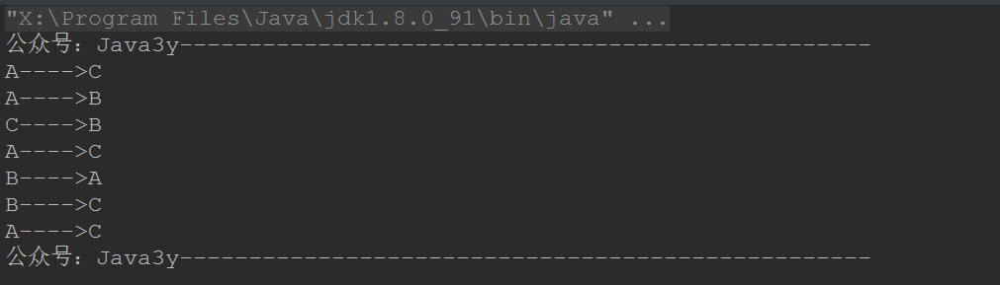 "X:\Program Files\Java\jdk1.8.0_91\bin\java" ...
公众号：Java3y--------------------------------------------------
A---->C
A---->B
C---->B
A---->C
B---->A
B---->C
A---->C
公众号：Java3y--------------------------------------------------